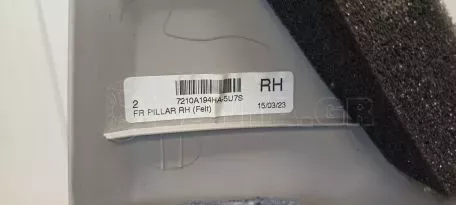 RH
2 7210A194HA-5U7S
FR PILLAR RH (Felt) 15/03/23